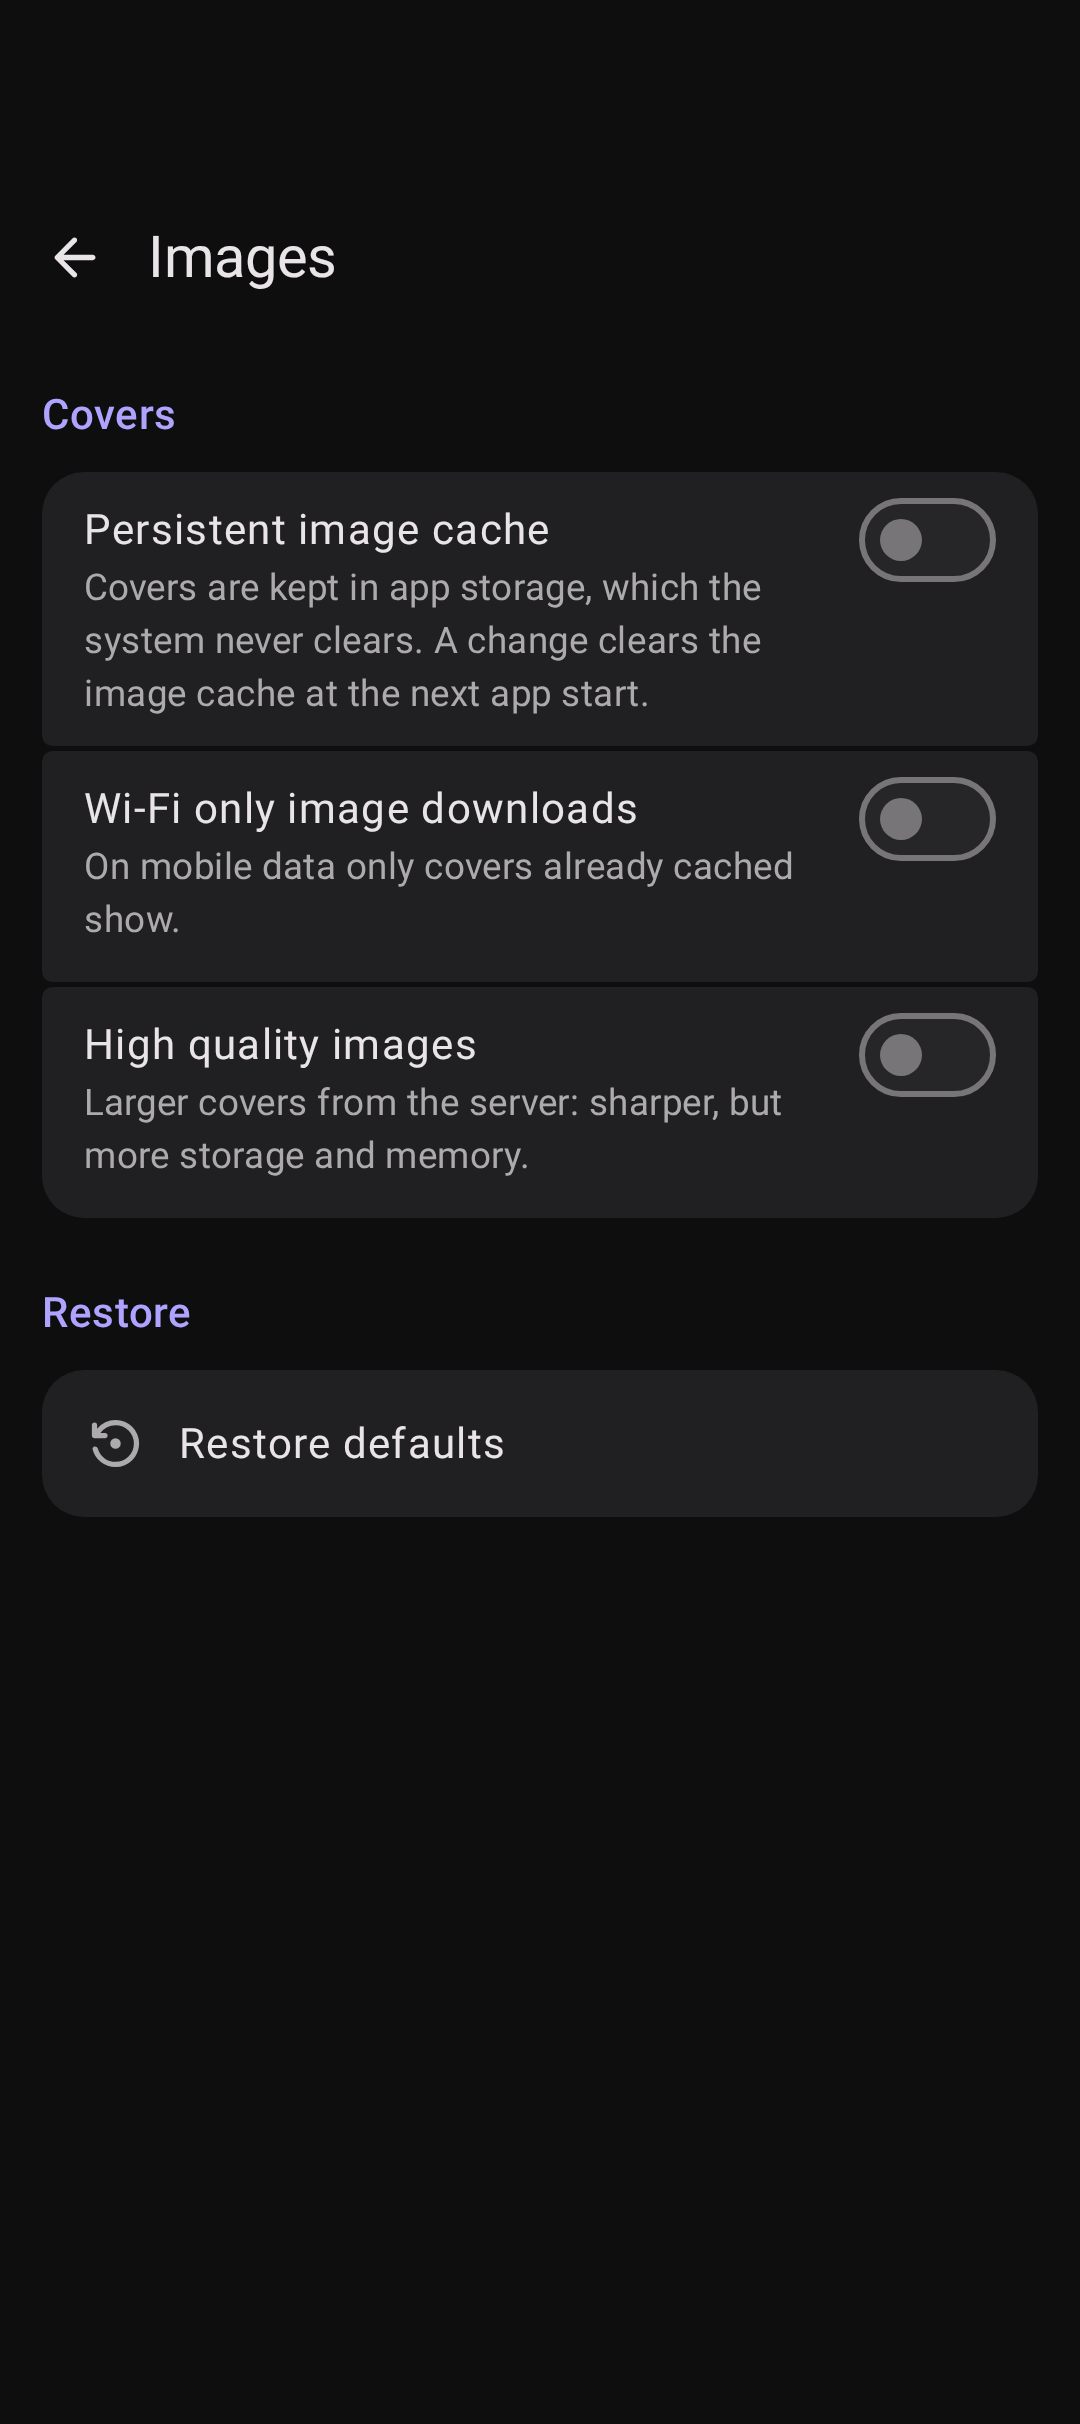 Images
Covers
Persistent image cache
Covers are kept in app storage, which the
system never clears. A change clears the
image cache at the next app start.
Wi-Fi only image downloads
On mobile data only covers already cached
show.
High quality images
Larger covers from the server: sharper, but
more storage and memory.
Restore
Restore defaults